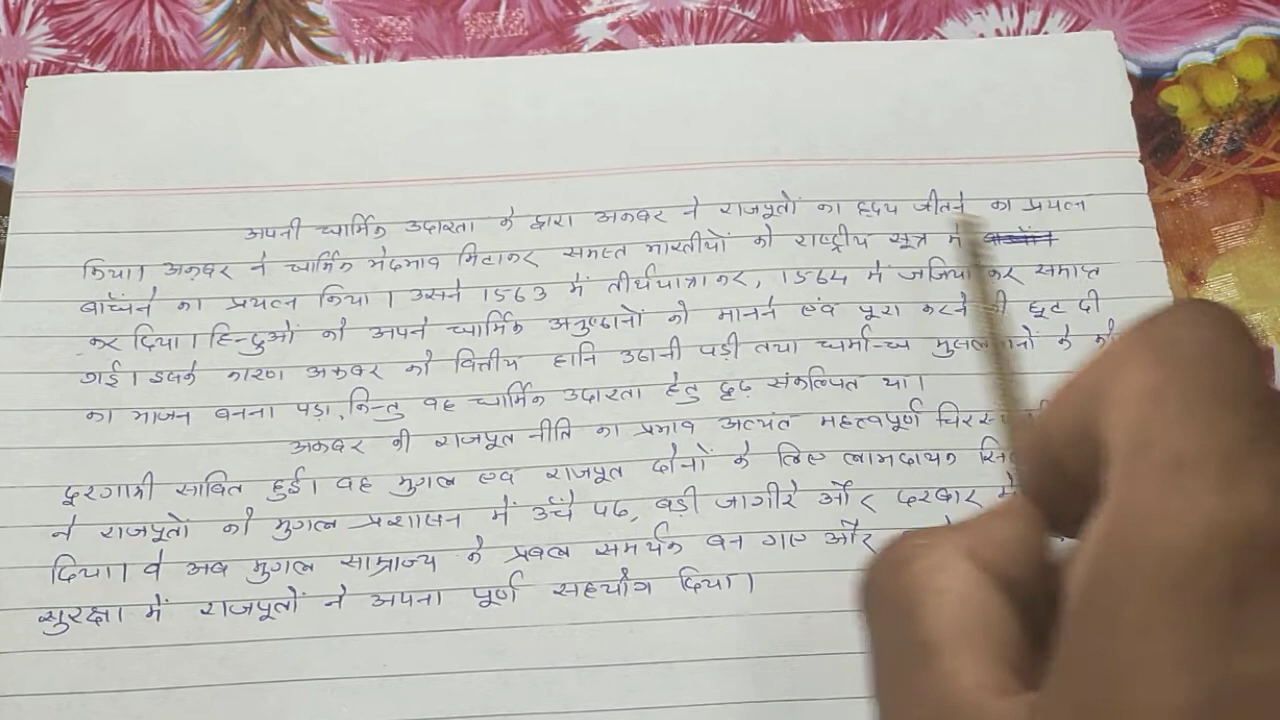 अपनी धार्मिक उदारता के द्वारा अकबर ने राजपूतों का हृदय जीतने का प्रयत्न
किया। अकबर ने धार्मिक भेदभाव मिटाकर समस्त भारतीयों को राष्ट्रीय सूत्र में
बाँधने का प्रयत्न किया। उसने 1563 में तीर्थयात्रा कर, 1564 में जजिया कर समाप्त
कर दिया। हिन्दुओं को अपने धार्मिक अनुष्ठानों को मानने एवं पूरा करने की छूट दी
गई। इसके कारण अकबर को वित्तीय हानि उठानी पड़ी तथा धर्मान्ध मुसलमानों के
का भाजन बनना पड़ा, किन्तु वह धार्मिक उदारता हेतु दृढ़ संकल्पित था।
अकबर की राजपूत नीति का प्रभाव अत्यंत महत्वपूर्ण
दूरगामी साबित हुई। वह मुगल एवं राजपूत दोनों के लिए लाभदायक
ने राजपूतों को मुगल प्रशासन में उंचे पद, बड़ी जागीरे और दरबार में
दिया। वे अब मुगल साम्राज्य के प्रबल समर्थक बन गए और
सुरक्षा में राजपूतों ने अपना पूर्ण सहयोग दिया।